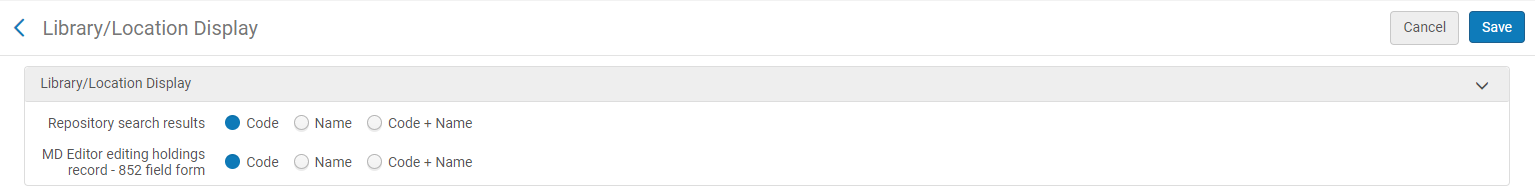 Library/Location Display
Cancel
Save
Library/Location Display
Repository search results
Code
Name
Code + Name
MD Editor editing holdings
record - 852 field form
Code
Name
Code + Name